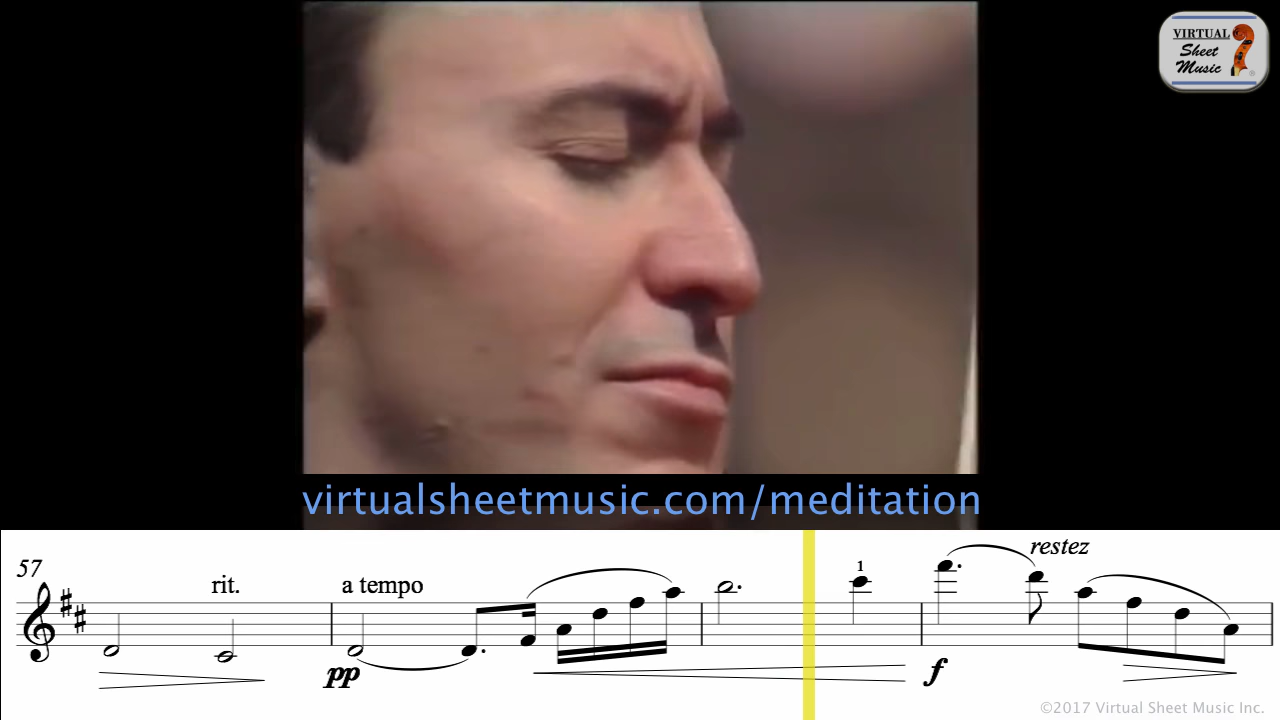 VIRTUAL
Sheet
Music
®
virtualsheetmusic.com/meditation
57
rit.
a tempo
1
restez
pp
f
©2017 Virtual Sheet Music Inc.